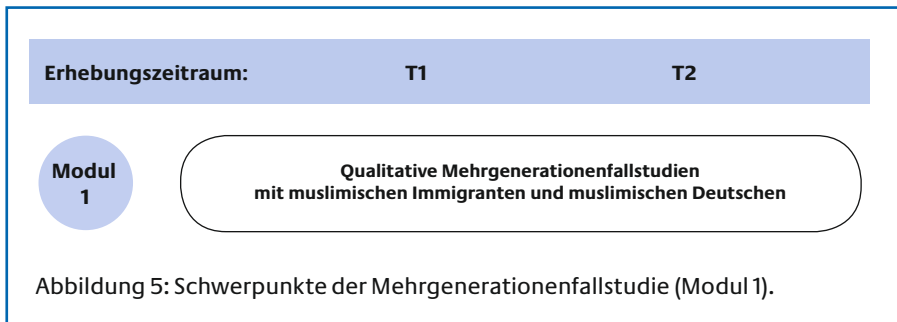 Erhebungszeitraum: T1 T2
Modul
1
Qualitative Mehrgenerationenfallstudien
mit muslimischen Immigranten und muslimischen Deutschen
Abbildung 5: Schwerpunkte der Mehrgenerationenfallstudie (Modul 1).